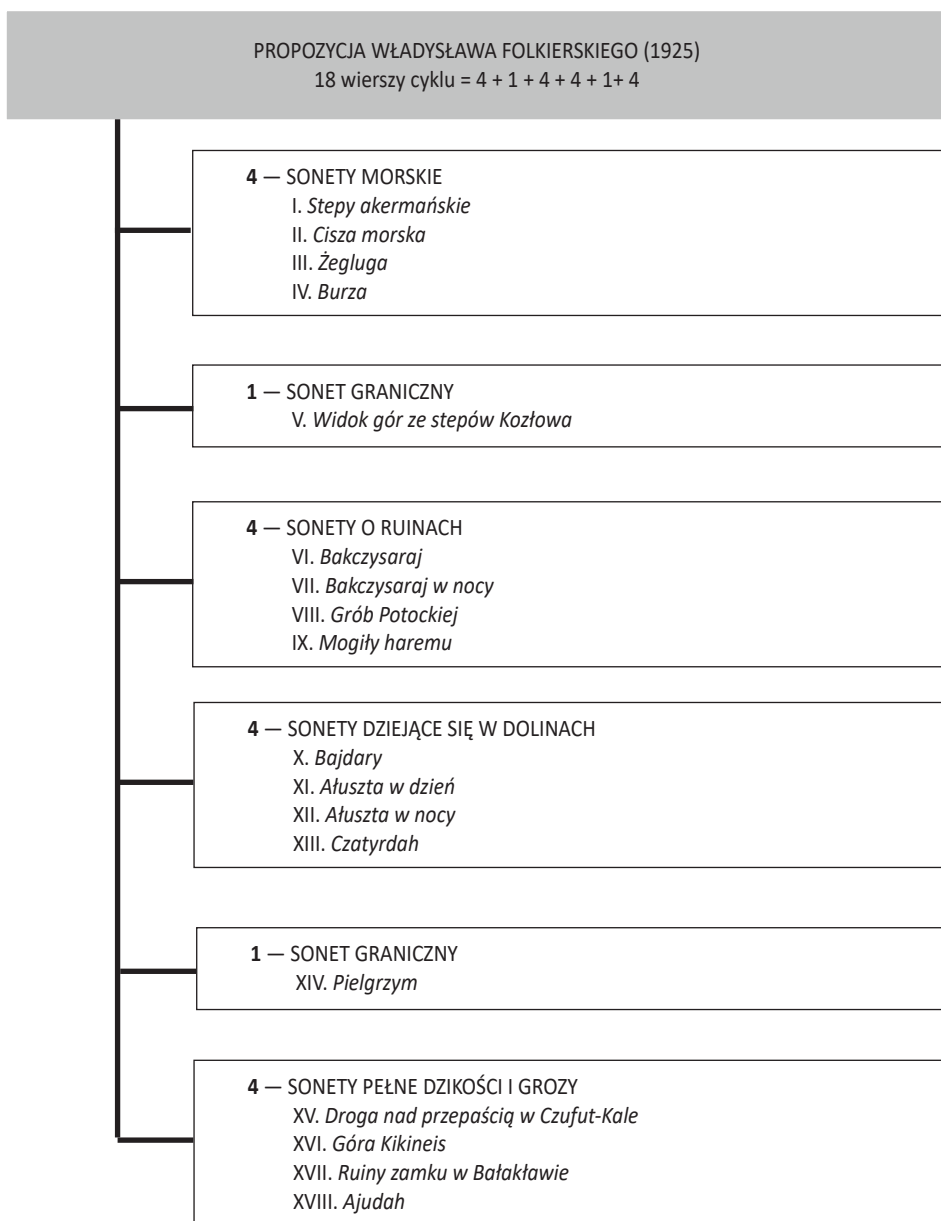 PROPOZYCJA WŁADYSŁAWA FOLKIERSKIEGO (1925)
18 wierszy cyklu = 4 + 1 + 4 + 4 + 1+ 4
4 — SONETY MORSKIE
I. Stepy akermańskie
II. Cisza morska
III. Żegluga
IV. Burza
1 — SONET GRANICZNY
V. Widok gór ze stepów Kozłowa
4 — SONETY O RUINACH
VI. Bakczysaraj
VII. Bakczysaraj w nocy
VIII. Grób Potockiej
IX. Mogiły haremu
4 — SONETY DZIEJĄCE SIĘ W DOLINACH
X. Bajdary
XI. Ałuszta w dzień
XII. Ałuszta w nocy
XIII. Czatyrdah
1 — SONET GRANICZNY
XIV. Pielgrzym
4 — SONETY PEŁNE DZIKOŚCI I GROZY
XV. Droga nad przepaścią w Czufut-Kale
XVI. Góra Kikineis
XVII. Ruiny zamku w Bałakławie
XVIII. Ajudah